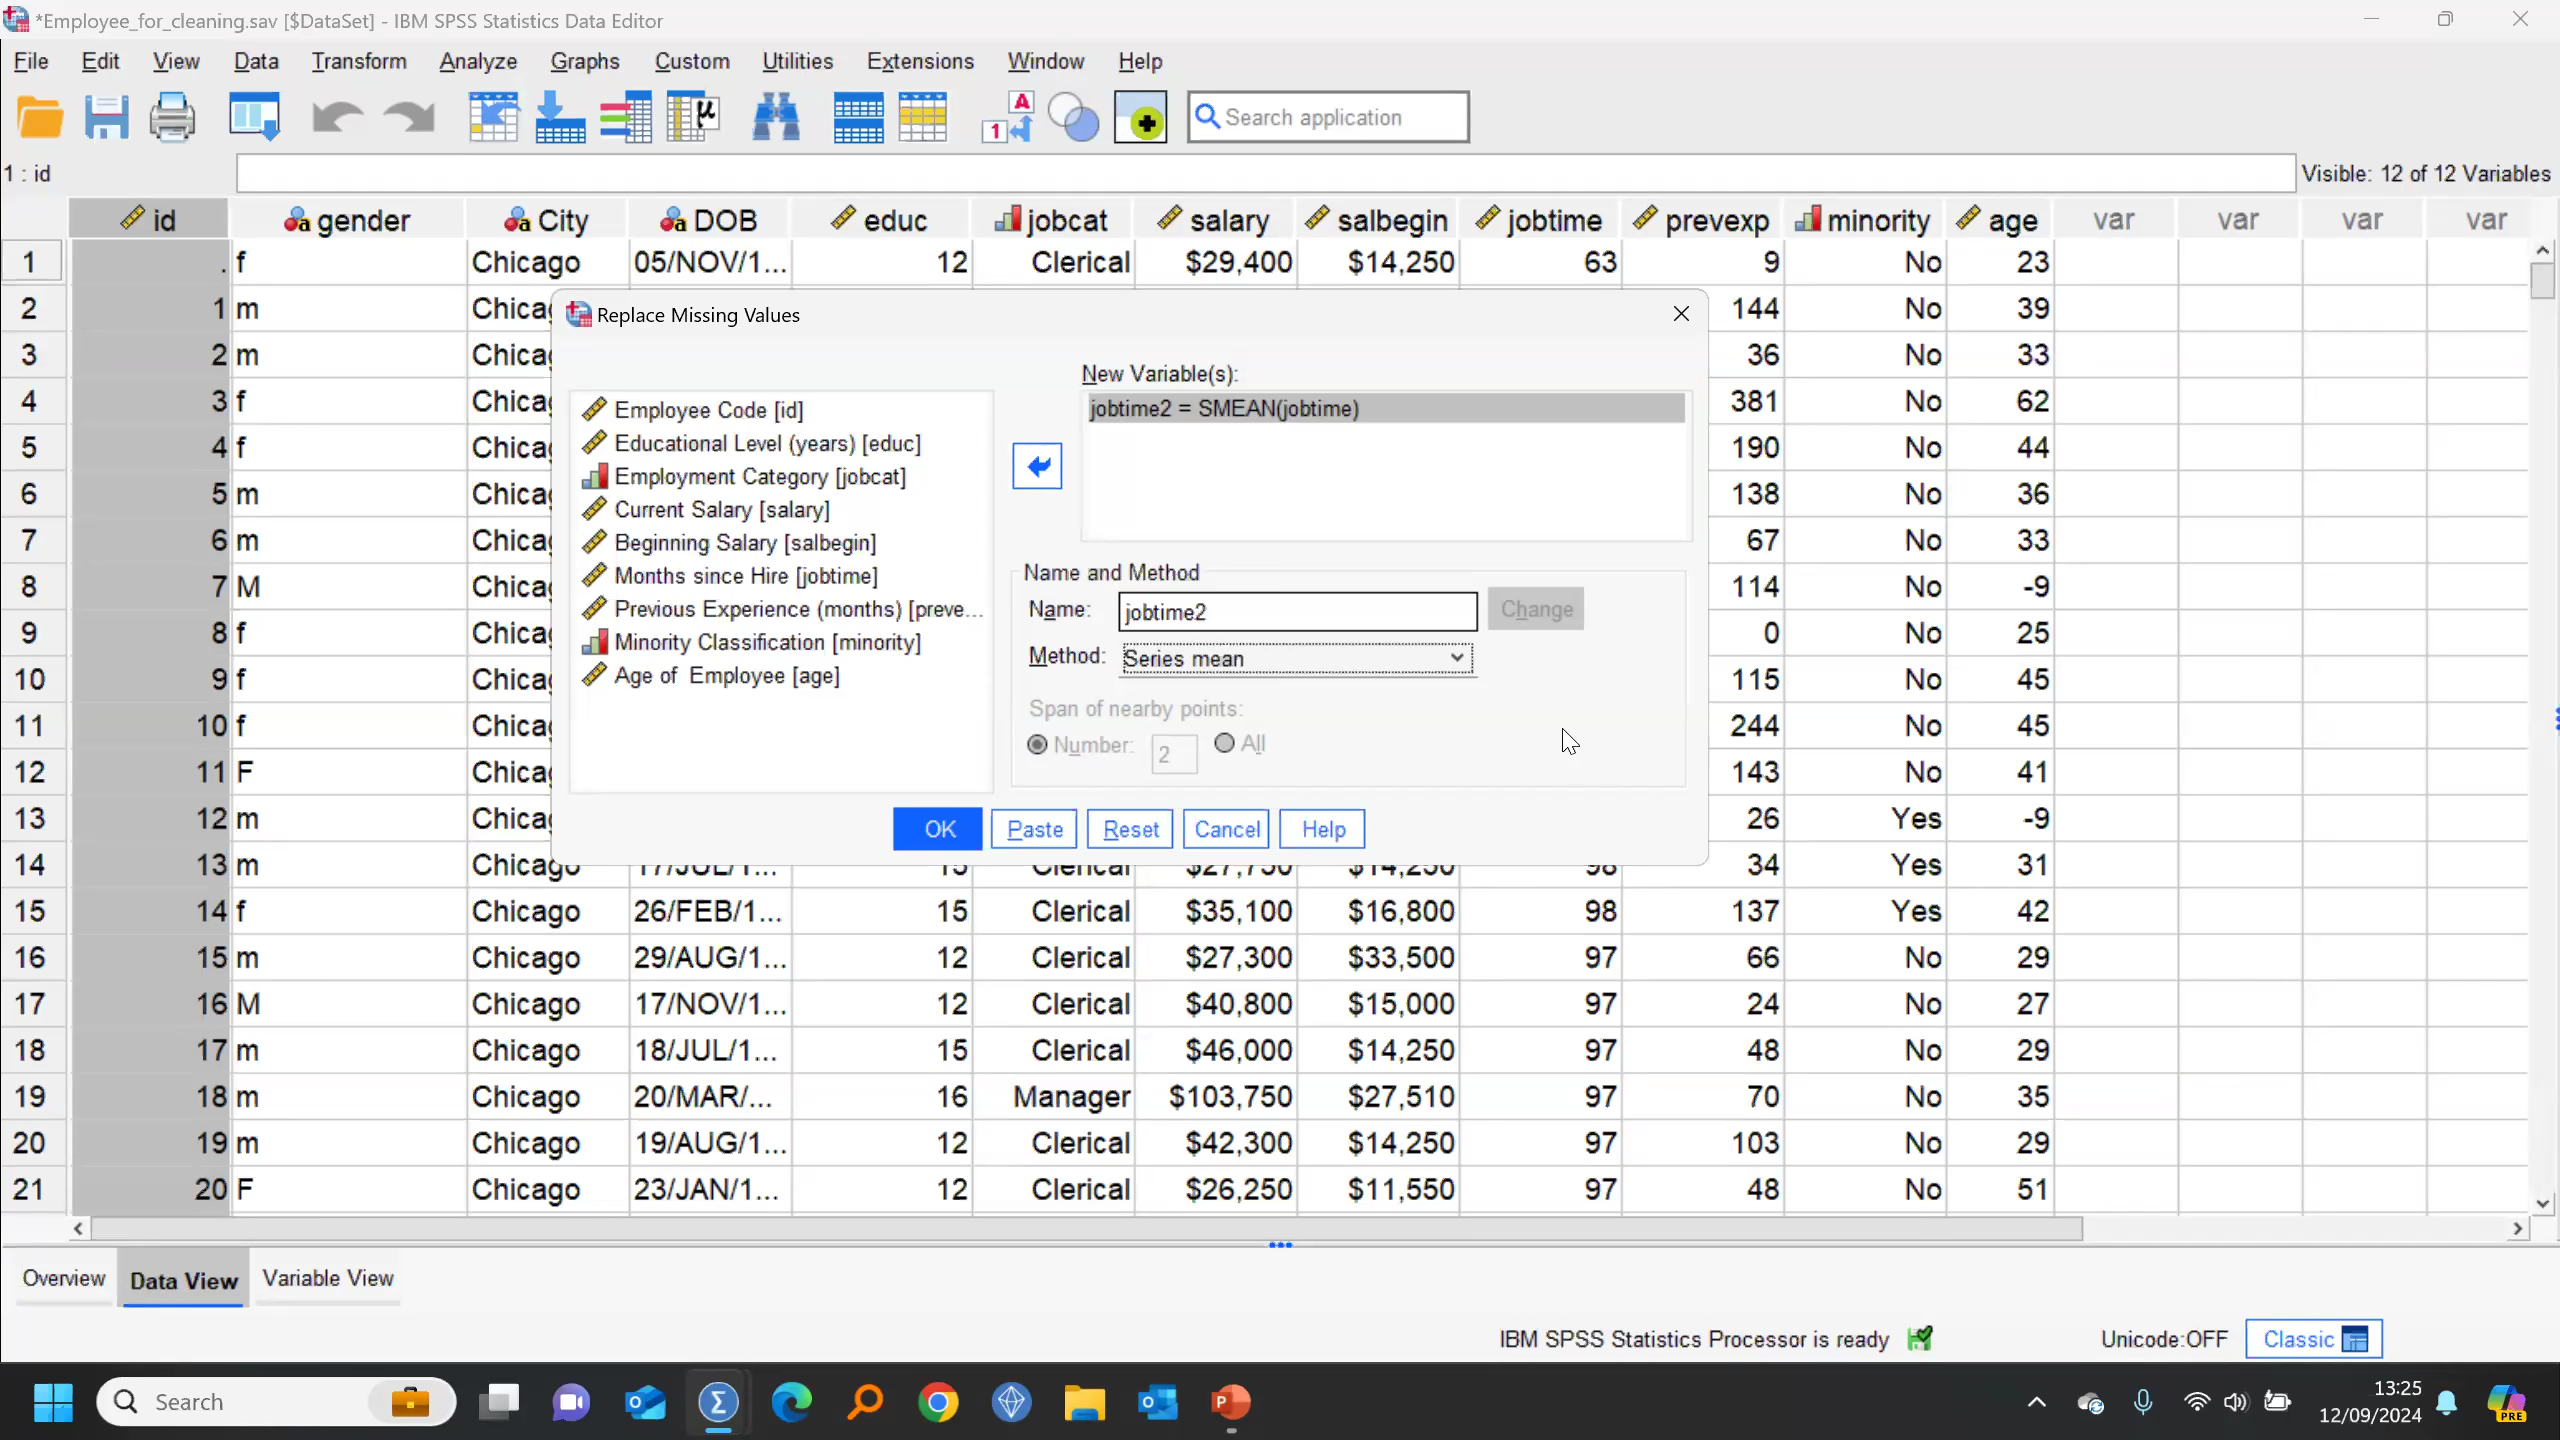 *Employee_for_cleaning.sav [$DataSet] - IBM SPSS Statistics Data Editor
File Edit View Data Transform Analyze Graphs Custom Utilities Extensions Window Help
Search application
1 : id Visible: 12 of 12 Variables
id gender City DOB educ jobcat salary salbegin jobtime prevexp minority age var var var var
1 . f Chicago 05/NOV/1... 12 Clerical $29,400 $14,250 63 9 No 23
2 1 m 144 No 39
3 2 m 36 No 33
4 3 f 381 No 62
5 4 f 190 No 44
6 5 m 138 No 36
7 6 m 67 No 33
8 7 M 114 No -9
9 8 f 0 No 25
10 9 f 115 No 45
11 10 f 244 No 45
12 11 F 143 No 41
13 12 m 26 Yes -9
14 13 m Chicago 34 Yes 31
15 14 f Chicago 26/FEB/1... 15 Clerical $35,100 $16,800 98 137 Yes 42
16 15 m Chicago 29/AUG/1... 12 Clerical $27,300 $33,500 97 66 No 29
17 16 M Chicago 17/NOV/1... 12 Clerical $40,800 $15,000 97 24 No 27
18 17 m Chicago 18/JUL/1... 15 Clerical $46,000 $14,250 97 48 No 29
19 18 m Chicago 20/MAR/... 16 Manager $103,750 $27,510 97 70 No 35
20 19 m Chicago 19/AUG/1... 12 Clerical $42,300 $14,250 97 103 No 29
21 20 F Chicago 23/JAN/1... 12 Clerical $26,250 $11,550 97 48 No 51
Replace Missing Values
Employee Code [id]
Educational Level (years) [educ]
Employment Category [jobcat]
Current Salary [salary]
Beginning Salary [salbegin]
Months since Hire [jobtime]
Previous Experience (months) [preve...
Minority Classification [minority]
Age of Employee [age]
New Variable(s):
jobtime2 = SMEAN(jobtime)
Name and Method
Name: jobtime2 Change
Method: Series mean
Span of nearby points:
Number: 2 All
OK Paste Reset Cancel Help
Overview Data View Variable View
IBM SPSS Statistics Processor is ready Unicode:OFF Classic
Search
13:25
12/09/2024
PRE